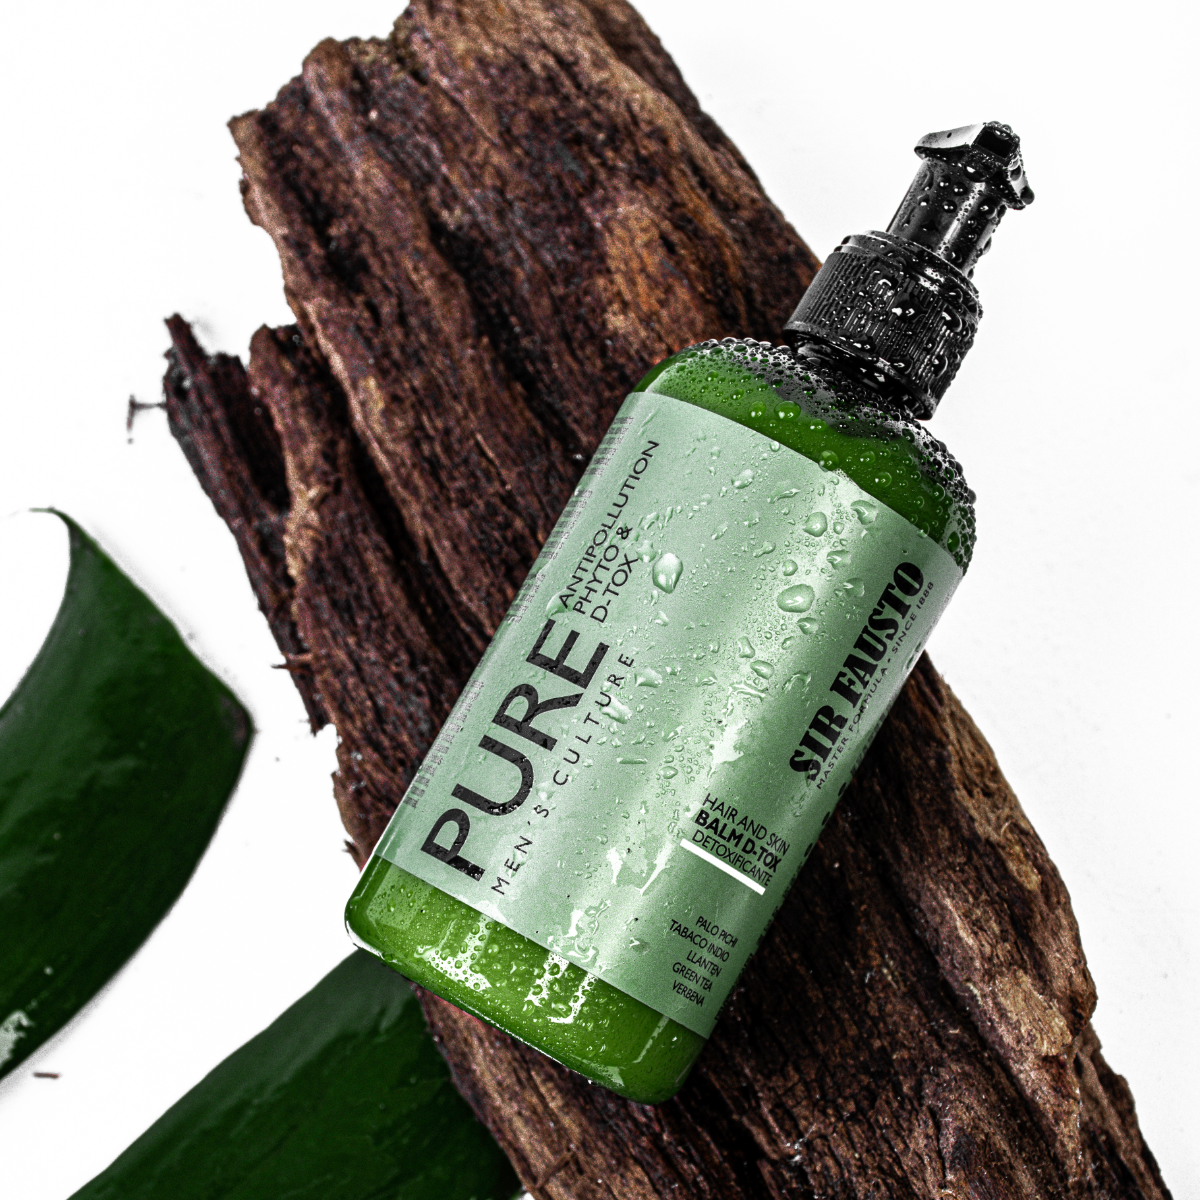 PURE
ANTIPOLLUTION
PHYTO &
D-TOX
MEN'S CULTURE
SIR FAUSTO
MASTER FORMULA - SINCE 1888
HAIR AND SKIN
BALM D-TOX
DETOXIFICANTE
PALO PICHI
TABACO INDIO
LLANTEN
GREEN TEA
VERBENA